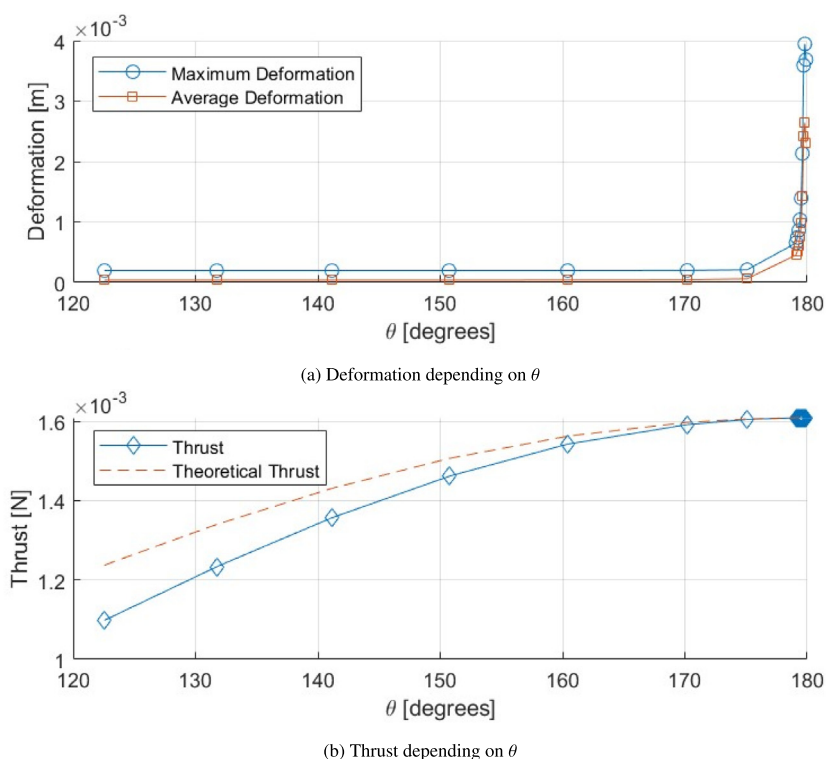 ×10⁻³
4
3
2
1
0
Deformation [m]
Maximum Deformation
Average Deformation
120 130 140 150 160 170 180
θ [degrees]
(a) Deformation depending on θ
×10⁻³
1.6
1.4
1.2
1
Thrust [N]
Thrust
Theoretical Thrust
120 130 140 150 160 170 180
θ [degrees]
(b) Thrust depending on θ